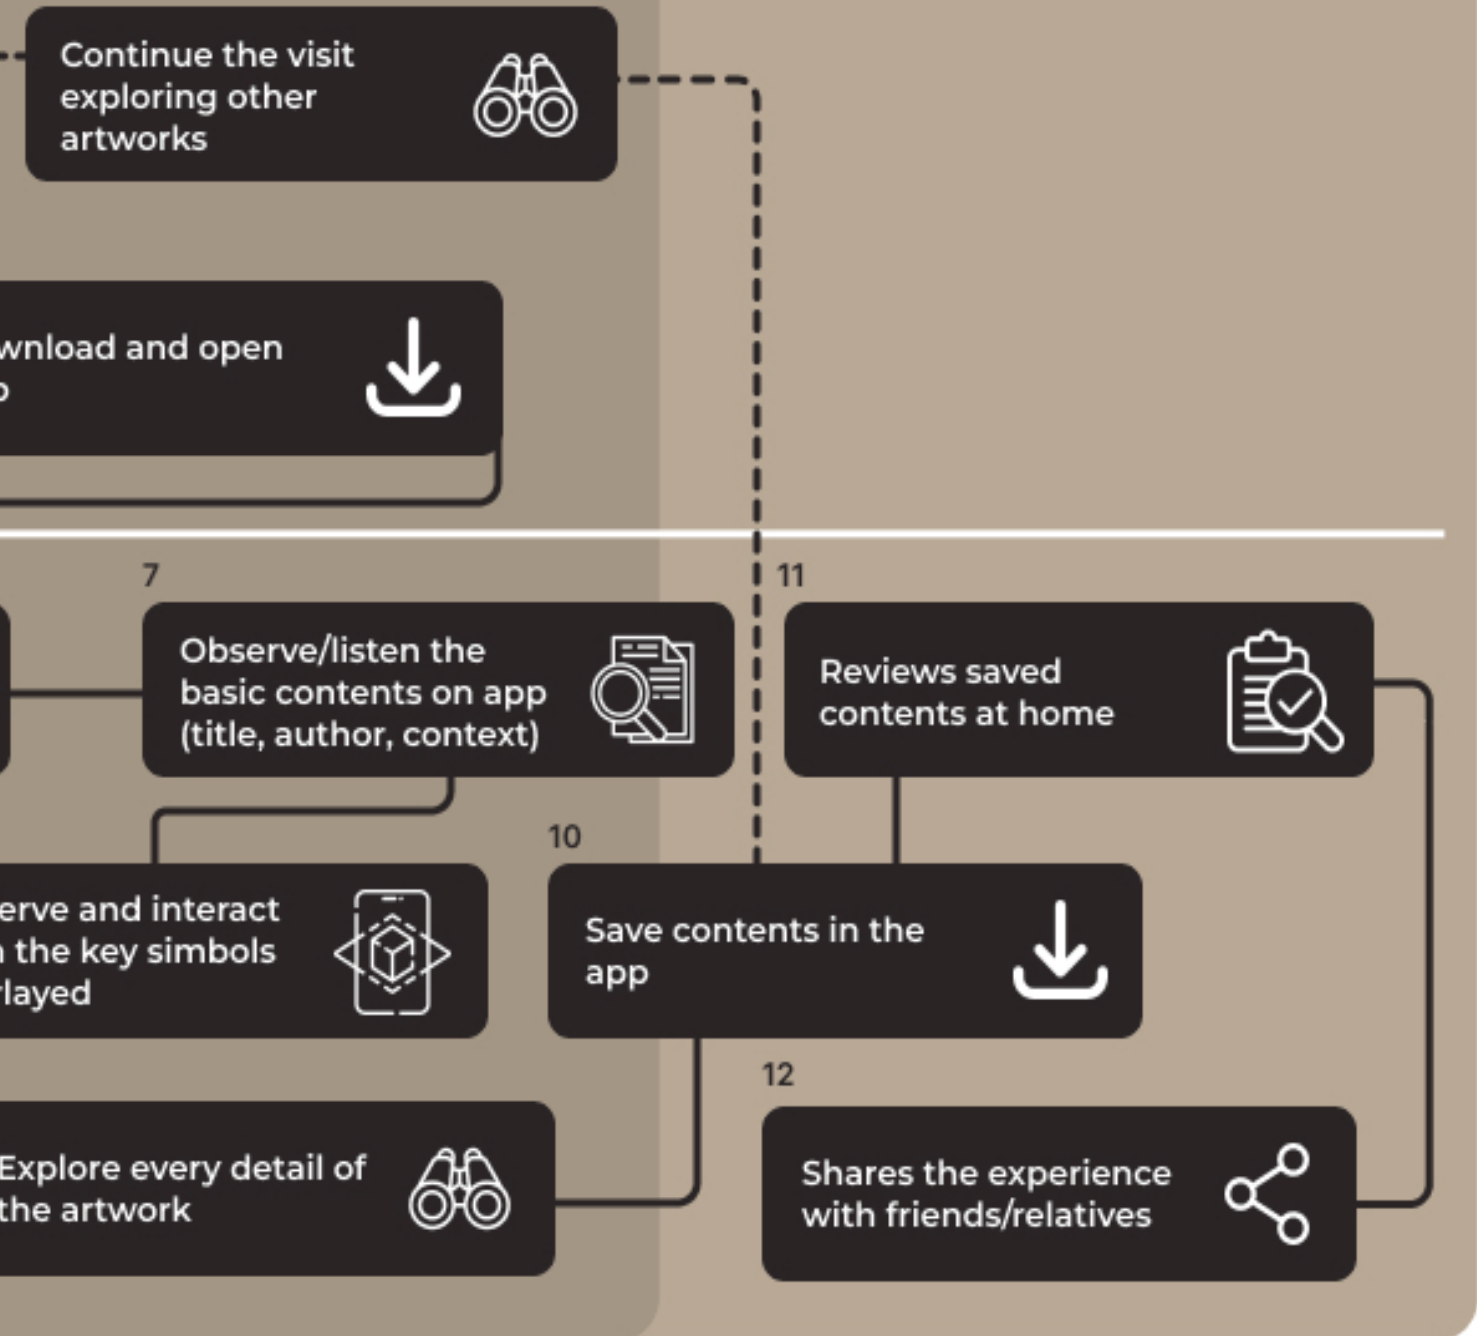 Continue the visit
exploring other
artworks
wnload and open
7
Observe/listen the
basic contents on app
(title, author, context)
11
Reviews saved
contents at home
erve and interact
the key simbols
rlayed
10
Save contents in the
app
Explore every detail of
the artwork
12
Shares the experience
with friends/relatives